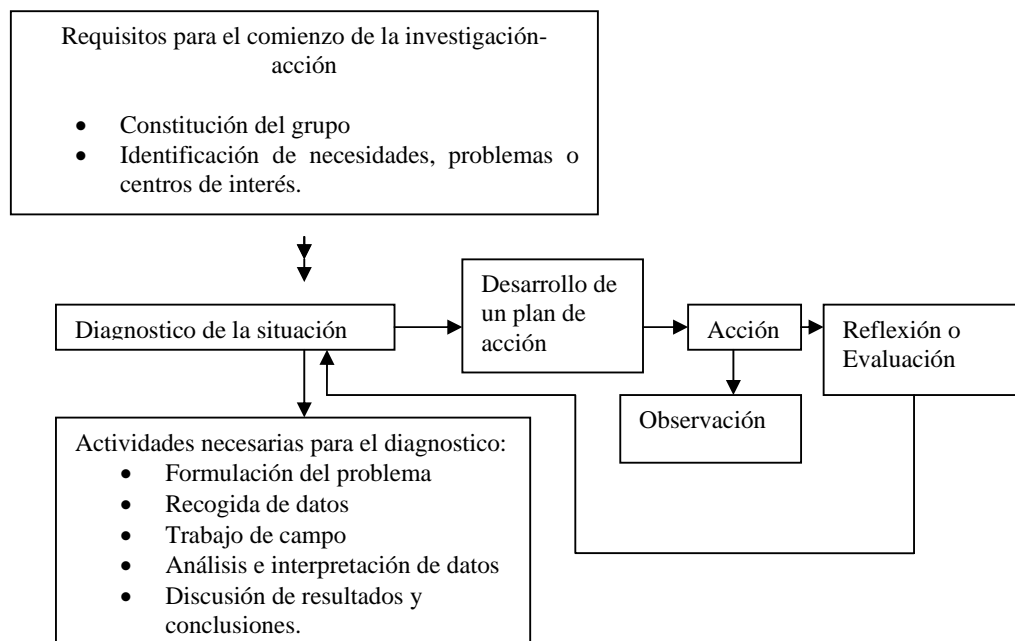 Requisitos para el comienzo de la investigación-
acción
• Constitución del grupo
• Identificación de necesidades, problemas o
centros de interés.
Diagnostico de la situación
Desarrollo de
un plan de
acción
Acción
Reflexión o
Evaluación
Observación
Actividades necesarias para el diagnostico:
• Formulación del problema
• Recogida de datos
• Trabajo de campo
• Análisis e interpretación de datos
• Discusión de resultados y
conclusiones.